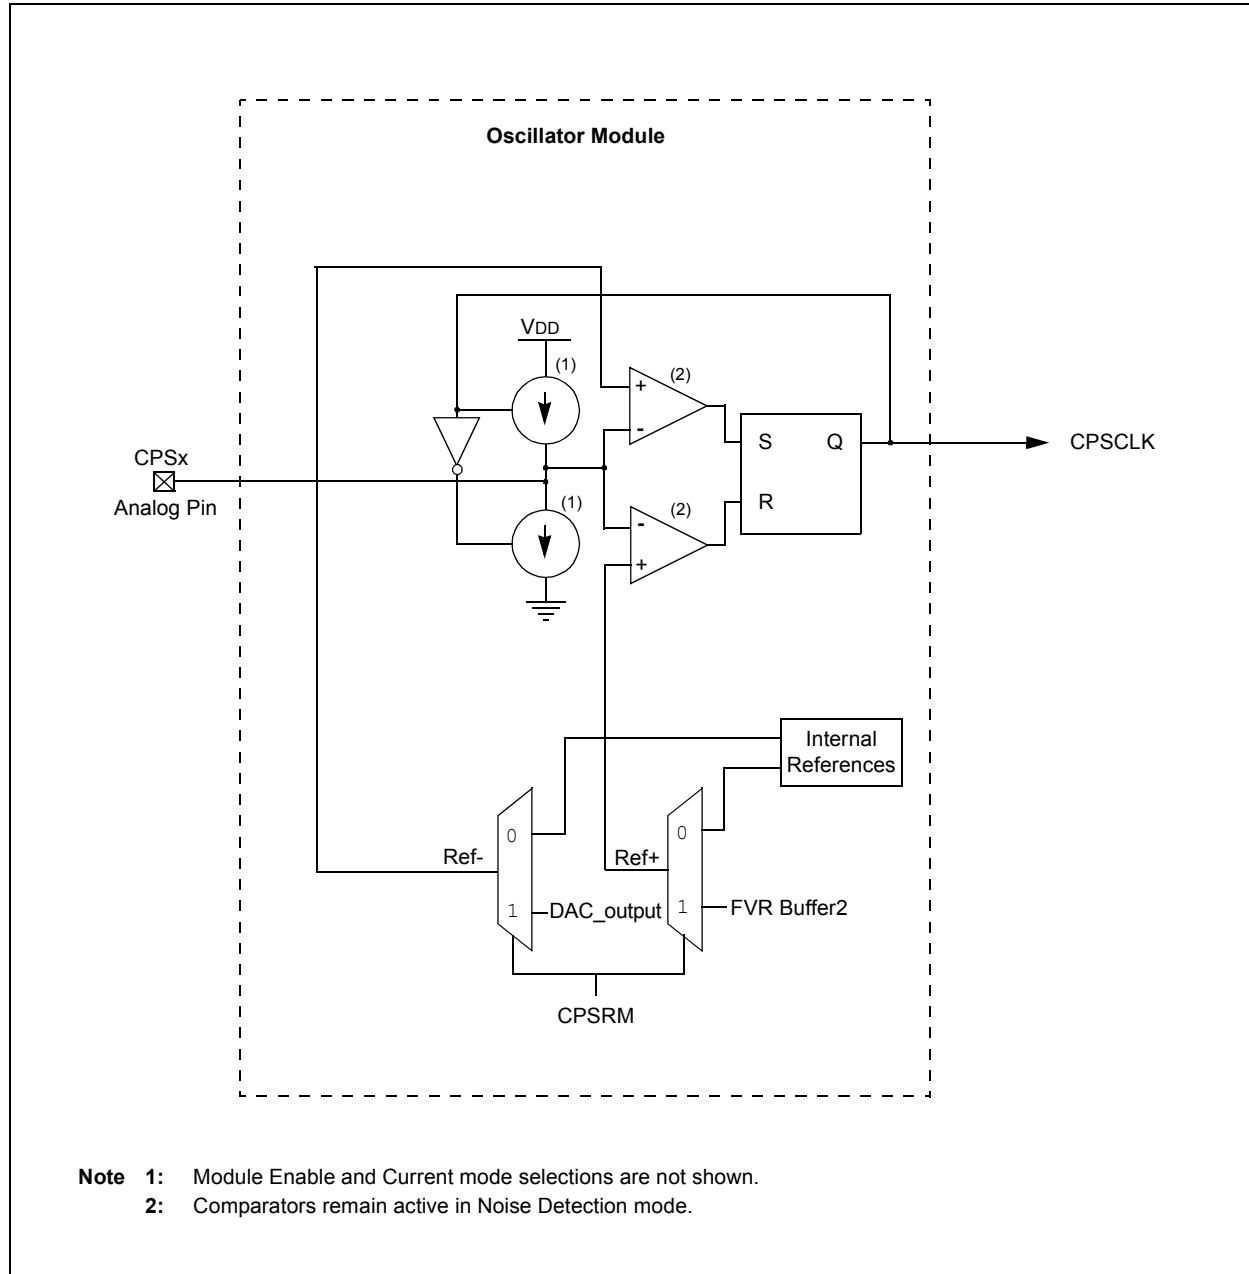 Oscillator Module
VDD
(1)
(2)
+
-
S Q
CPSCLK
CPSx
Analog Pin
(1)
R
(2)
-
+
Internal
References
0
0
Ref-
Ref+
1
DAC_output
1
FVR Buffer2
CPSRM
Note 1: Module Enable and Current mode selections are not shown.
2: Comparators remain active in Noise Detection mode.